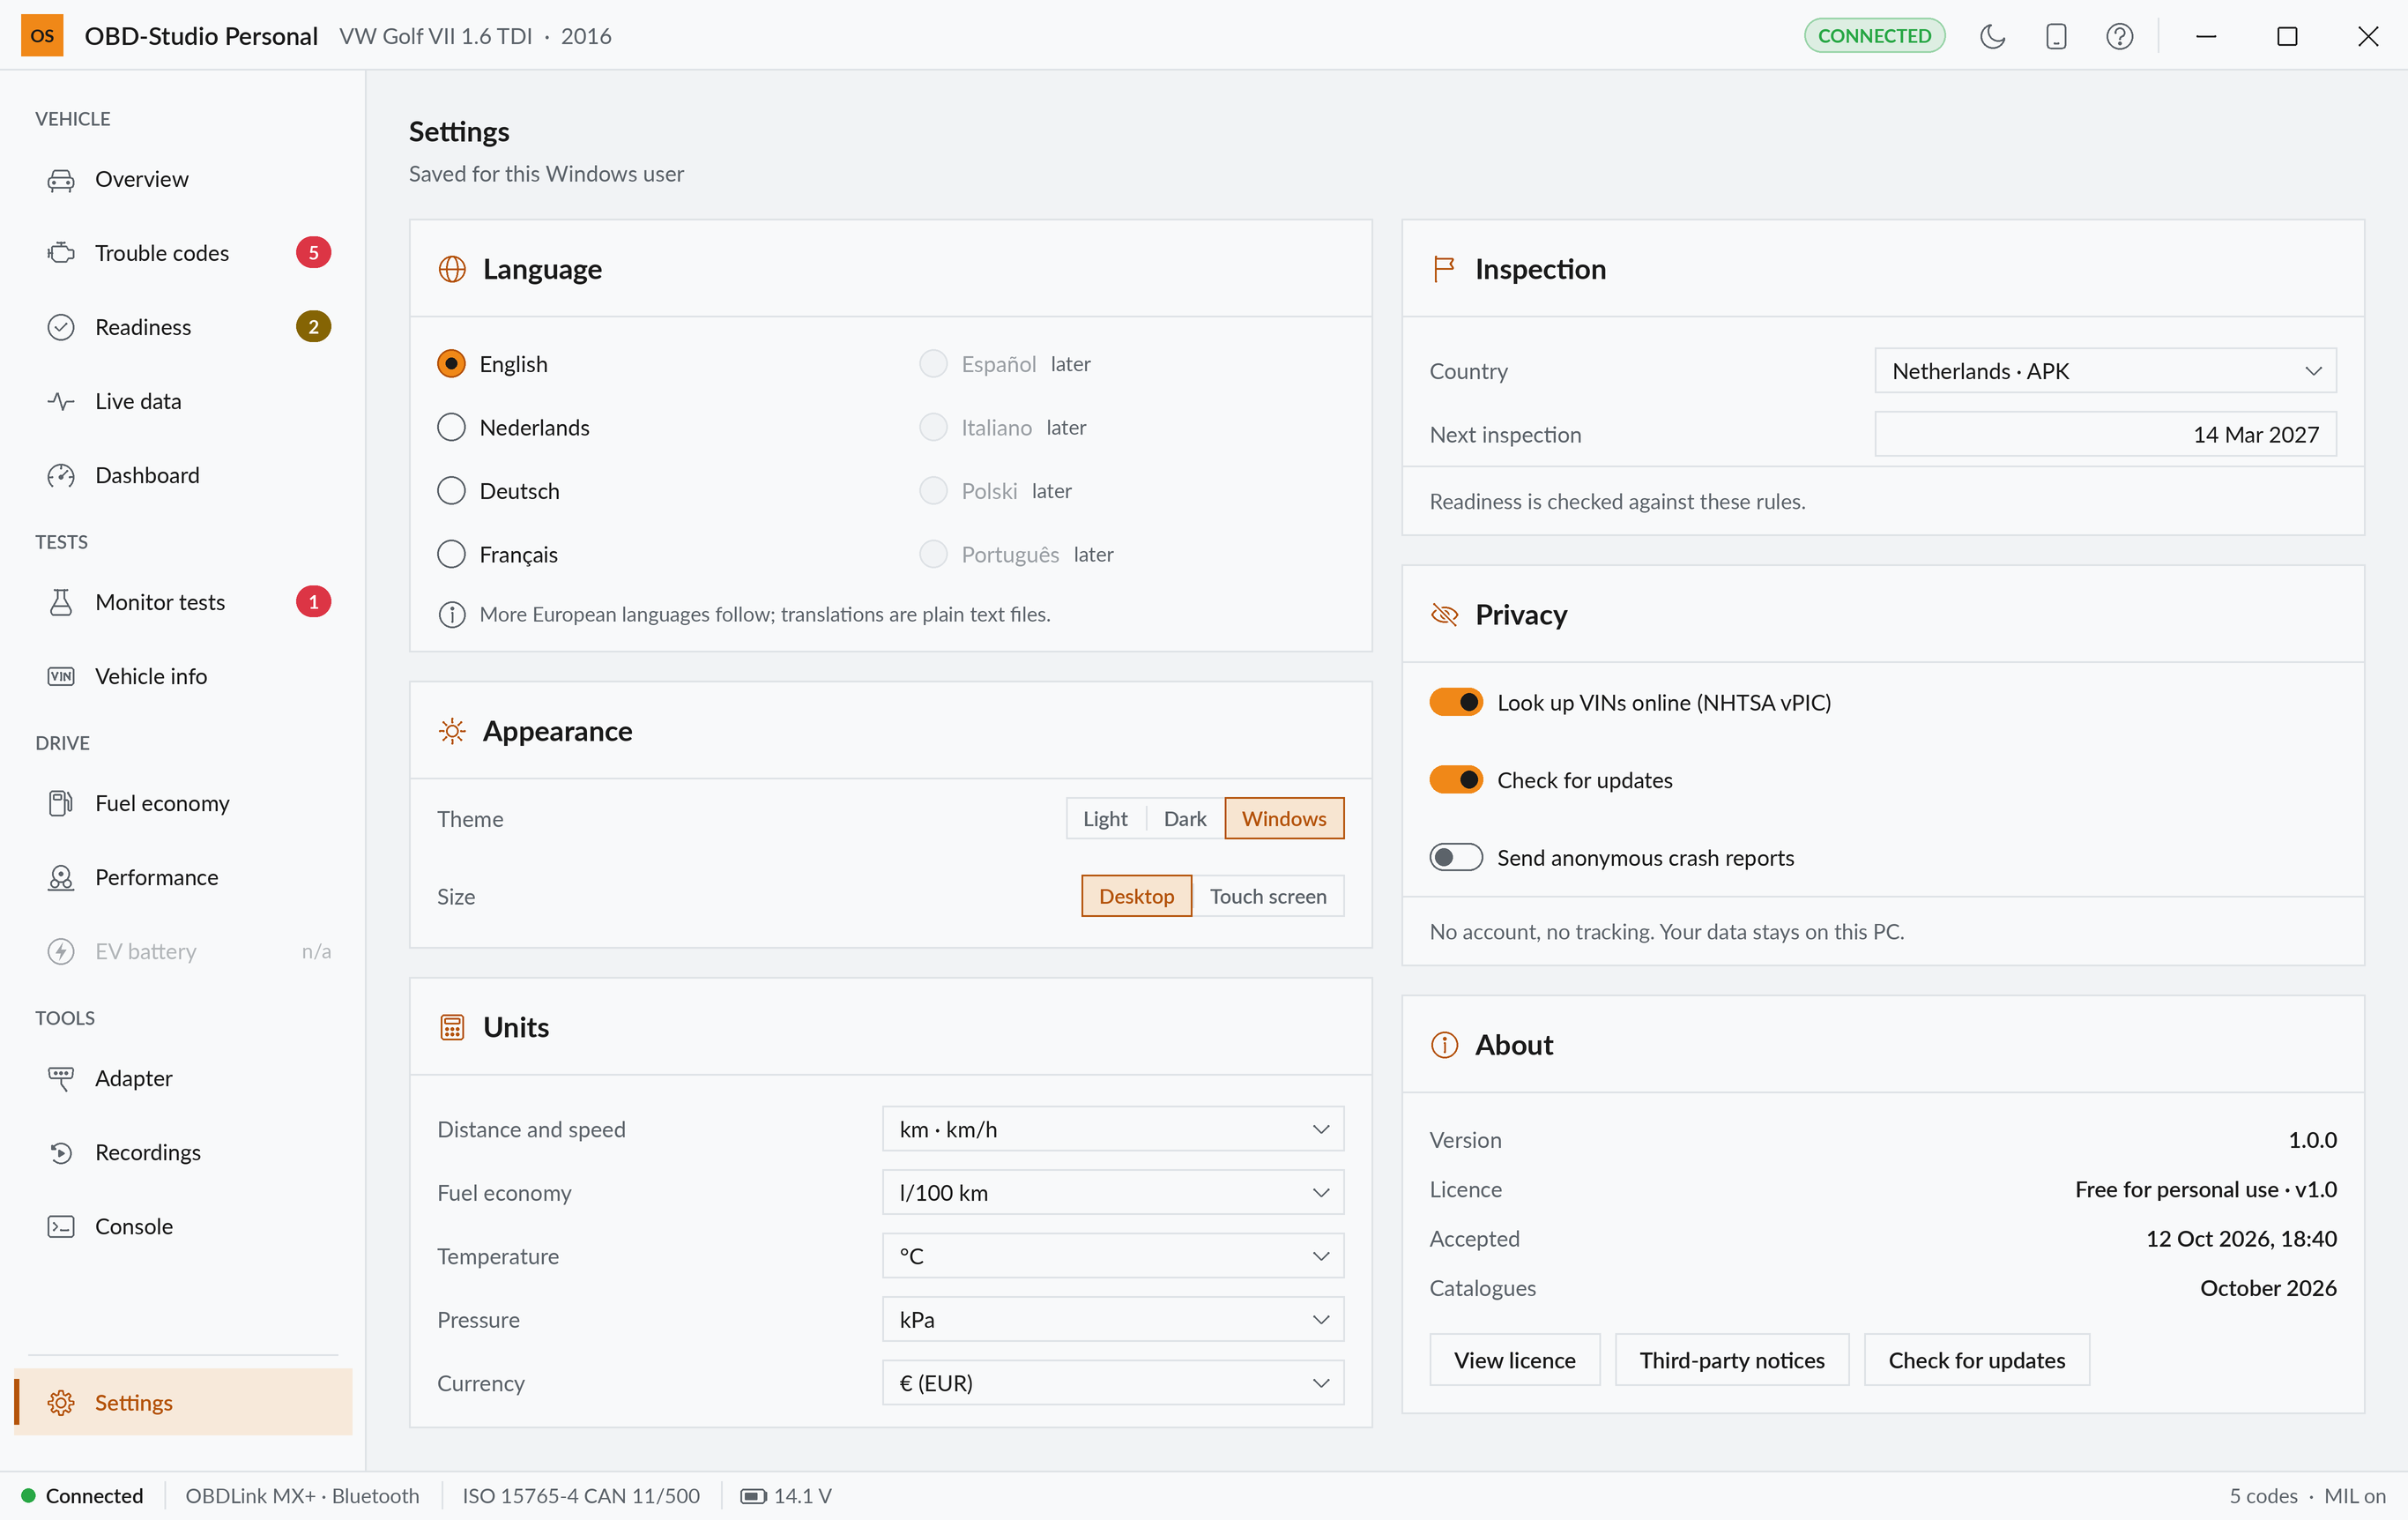 OS OBD-Studio Personal VW Golf VII 1.6 TDI · 2016 CONNECTED
VEHICLE
Overview
Trouble codes 5
Readiness 2
Live data
Dashboard
TESTS
Monitor tests 1
VIN Vehicle info
DRIVE
Fuel economy
Performance
EV battery n/a
TOOLS
Adapter
Recordings
Console
Settings
Settings
Saved for this Windows user
Language
English
Nederlands
Deutsch
Français
Español later
Italiano later
Polski later
Português later
More European languages follow; translations are plain text files.
Appearance
Theme Light Dark Windows
Size Desktop Touch screen
Units
Distance and speed km · km/h
Fuel economy l/100 km
Temperature °C
Pressure kPa
Currency € (EUR)
Inspection
Country Netherlands · APK
Next inspection 14 Mar 2027
Readiness is checked against these rules.
Privacy
Look up VINs online (NHTSA vPIC)
Check for updates
Send anonymous crash reports
No account, no tracking. Your data stays on this PC.
About
Version 1.0.0
Licence Free for personal use · v1.0
Accepted 12 Oct 2026, 18:40
Catalogues October 2026
View licence Third-party notices Check for updates
Connected OBDLink MX+ · Bluetooth ISO 15765-4 CAN 11/500 14.1 V 5 codes · MIL on